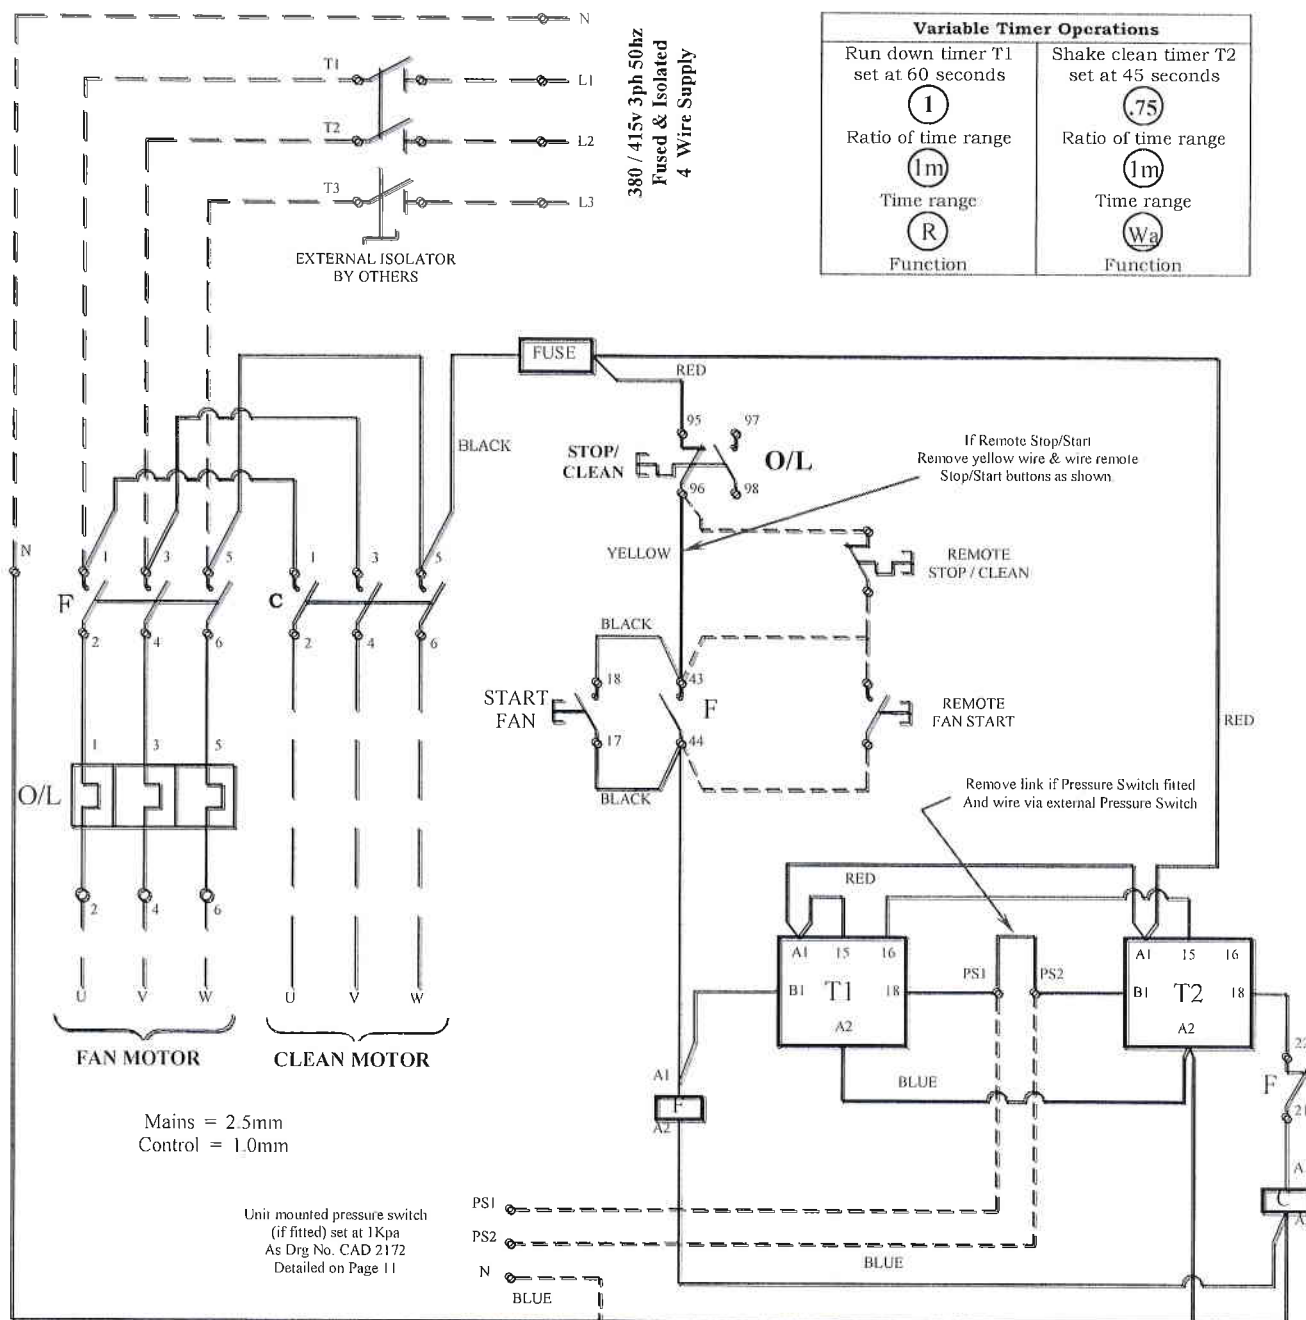 N
T1
L1
T2
L2
T3
L3
EXTERNAL ISOLATOR
BY OTHERS
380 / 415v 3ph 50hz
Fused & Isolated
4 Wire Supply
Variable Timer Operations
Run down timer T1
set at 60 seconds
1
Ratio of time range
1m
Time range
R
Function
Shake clean timer T2
set at 45 seconds
.75
Ratio of time range
1m
Time range
Wa
Function
FUSE
RED
BLACK
95
97
STOP/
CLEAN
O/L
96
98
If Remote Stop/Start
Remove yellow wire & wire remote
Stop/Start buttons as shown
YELLOW
REMOTE
STOP / CLEAN
N
1
3
5
F
2
4
6
1
3
5
C
2
4
6
BLACK
18
43
START
FAN
F
17
44
BLACK
REMOTE
FAN START
RED
1
3
5
O/L
2
4
6
U
V
W
FAN MOTOR
U
V
W
CLEAN MOTOR
Remove link if Pressure Switch fitted
And wire via external Pressure Switch
RED
A1
15
16
B1
T1
18
A2
PS1
PS2
A1
15
16
B1
T2
18
A2
BLUE
A1
F
A2
22
F
21
A
C
A
Mains = 2.5mm
Control = 1.0mm
Unit mounted pressure switch
(if fitted) set at 1Kpa
As Drg No. CAD 2172
Detailed on Page 11
PS1
PS2
N
BLUE
BLUE